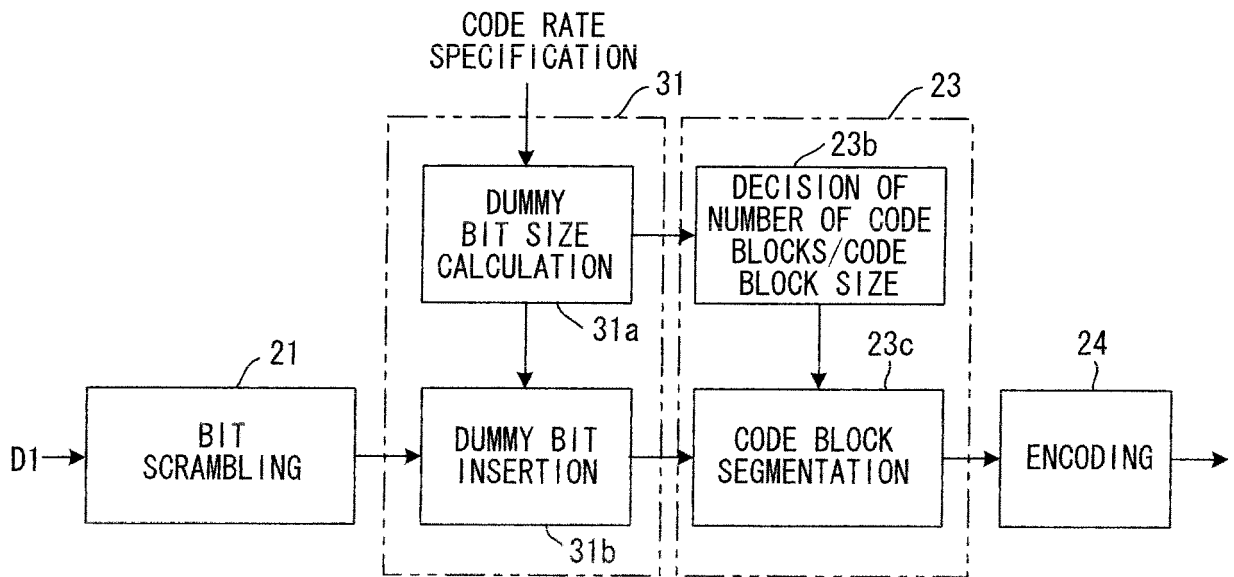 CODE RATE
SPECIFICATION
31
23
23b
DUMMY
BIT SIZE
CALCULATION
DECISION OF
NUMBER OF CODE
BLOCKS/CODE
BLOCK SIZE
31a
21
23c
24
D1
BIT
SCRAMBLING
DUMMY BIT
INSERTION
CODE BLOCK
SEGMENTATION
ENCODING
31b